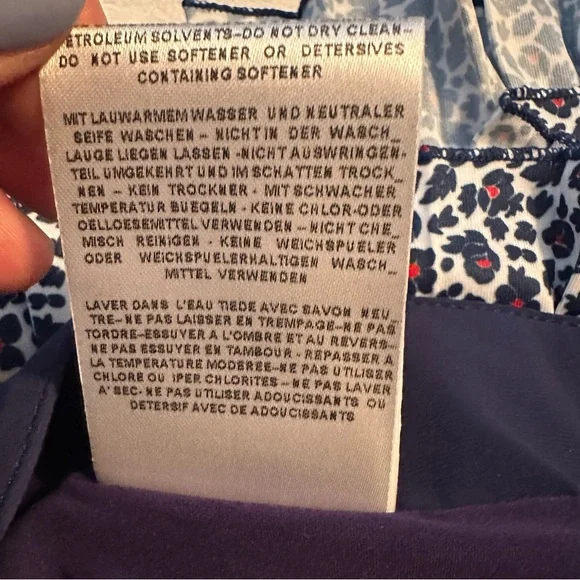 ETROLEUM SOLVENTS-DO NOT DRY CLEAN-
DO NOT USE SOFTENER OR DETERSIVES
CONTAINING SOFTENER
MIT LAUWARMEM WASSER UND NEUTRALER
SEIFE WASCHEN - NICHT IN DER WASCH_
LAUGE LIEGEN LASSEN -NICHT AUSWRINGEN-
TEIL UMGEKEHRT UND IM SCHATTEN TROCK_
NEN - KEIN TROCKNER - MIT SCHWACHER
TEMPERATUR BUEGELN - KEINE CHLOR-ODER
OELLOESEMITTEL VERWENDEN - NICHT CHE_
MISCH REINIGEN - KEINE WEICHSPUELER
ODER WEICHSPUELERHALTIGEN WASCH_
MITTEL VERWENDEN
LAVER DANS L'EAU TIEDE AVEC SAVON NEU_
TRE-NE PAS LAISSER EN TREMPAGE-NE PAS
TORDRE-ESSUYER A L'OMBRE ET AU REVERS-
NE PAS ESSUYER EN TAMBOUR - REPASSER A
LA TEMPERATURE MODEREE-NE PAS UTILISER
CHLORE OU IPER CHLORITES - NE PAS LAVER
A' SEC-NE PAS UTILISER ADOUCISSANTS OU
DETERSIF AVEC DE ADOUCISSANTS